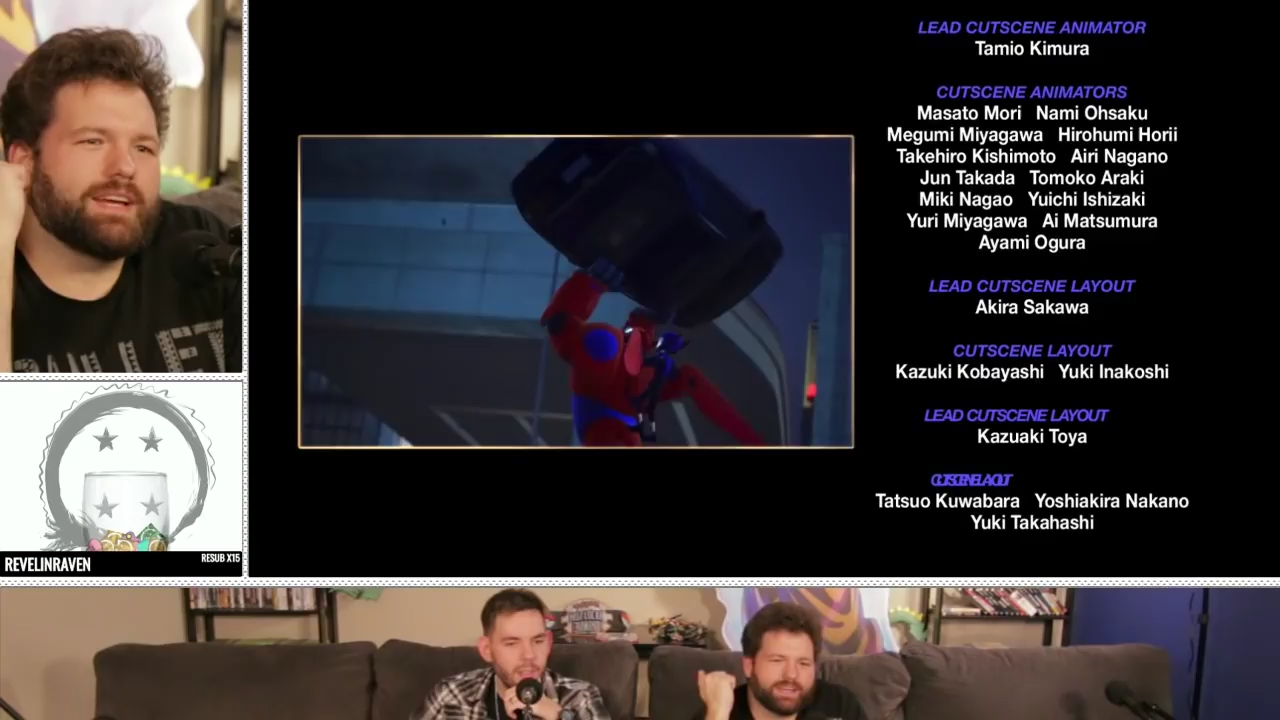 LEAD CUTSCENE ANIMATOR
Tamio Kimura
CUTSCENE ANIMATORS
Masato Mori Nami Ohsaku
Megumi Miyagawa Hirohumi Horii
Takehiro Kishimoto Airi Nagano
Jun Takada Tomoko Araki
Miki Nagao Yuichi Ishizaki
Yuri Miyagawa Ai Matsumura
Ayami Ogura
LEAD CUTSCENE LAYOUT
Akira Sakawa
CUTSCENE LAYOUT
Kazuki Kobayashi Yuki Inakoshi
LEAD CUTSCENE LAYOUT
Kazuaki Toya
Tatsuo Kuwabara Yoshiakira Nakano
Yuki Takahashi
REVELINRAVEN
RESUB X15